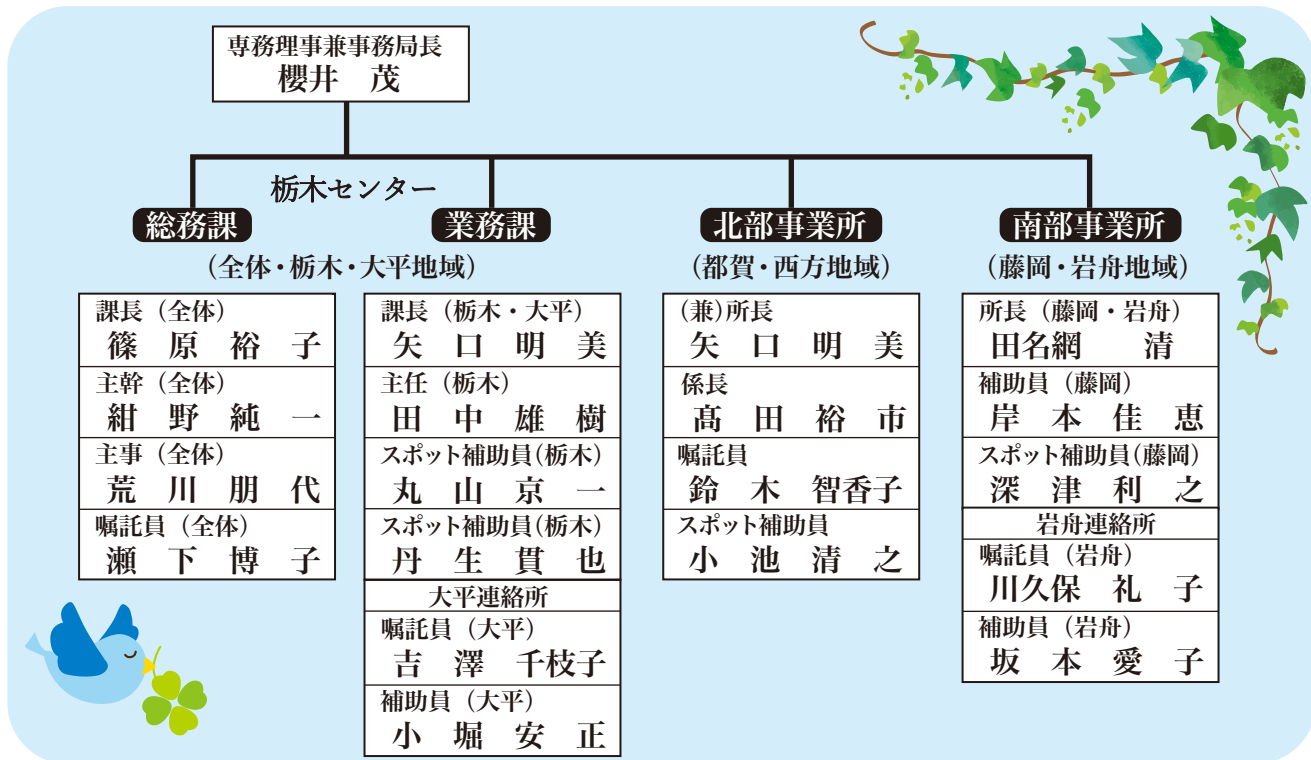 専務理事兼事務局長
櫻井 茂
栃木センター
総務課
業務課
(全体・栃木・大平地域)
課長(全体)
篠原裕子
主幹(全体)
紺野純一
主事(全体)
荒川朋代
嘱託員(全体)
瀬下博子
課長(栃木・大平)
矢口明美
主任(栃木)
田中雄樹
スポット補助員(栃木)
丸山京一
スポット補助員(栃木)
丹生貫也
大平連絡所
嘱託員(大平)
吉澤千枝子
補助員(大平)
小堀安正
北部事業所
(都賀・西方地域)
(兼)所長
矢口明美
係長
髙田裕市
嘱託員
鈴木智香子
スポット補助員
小池清之
南部事業所
(藤岡・岩舟地域)
所長(藤岡・岩舟)
田名網 清
補助員(藤岡)
岸本佳恵
スポット補助員(藤岡)
深津利之
岩舟連絡所
嘱託員(岩舟)
川久保礼子
補助員(岩舟)
坂本愛子